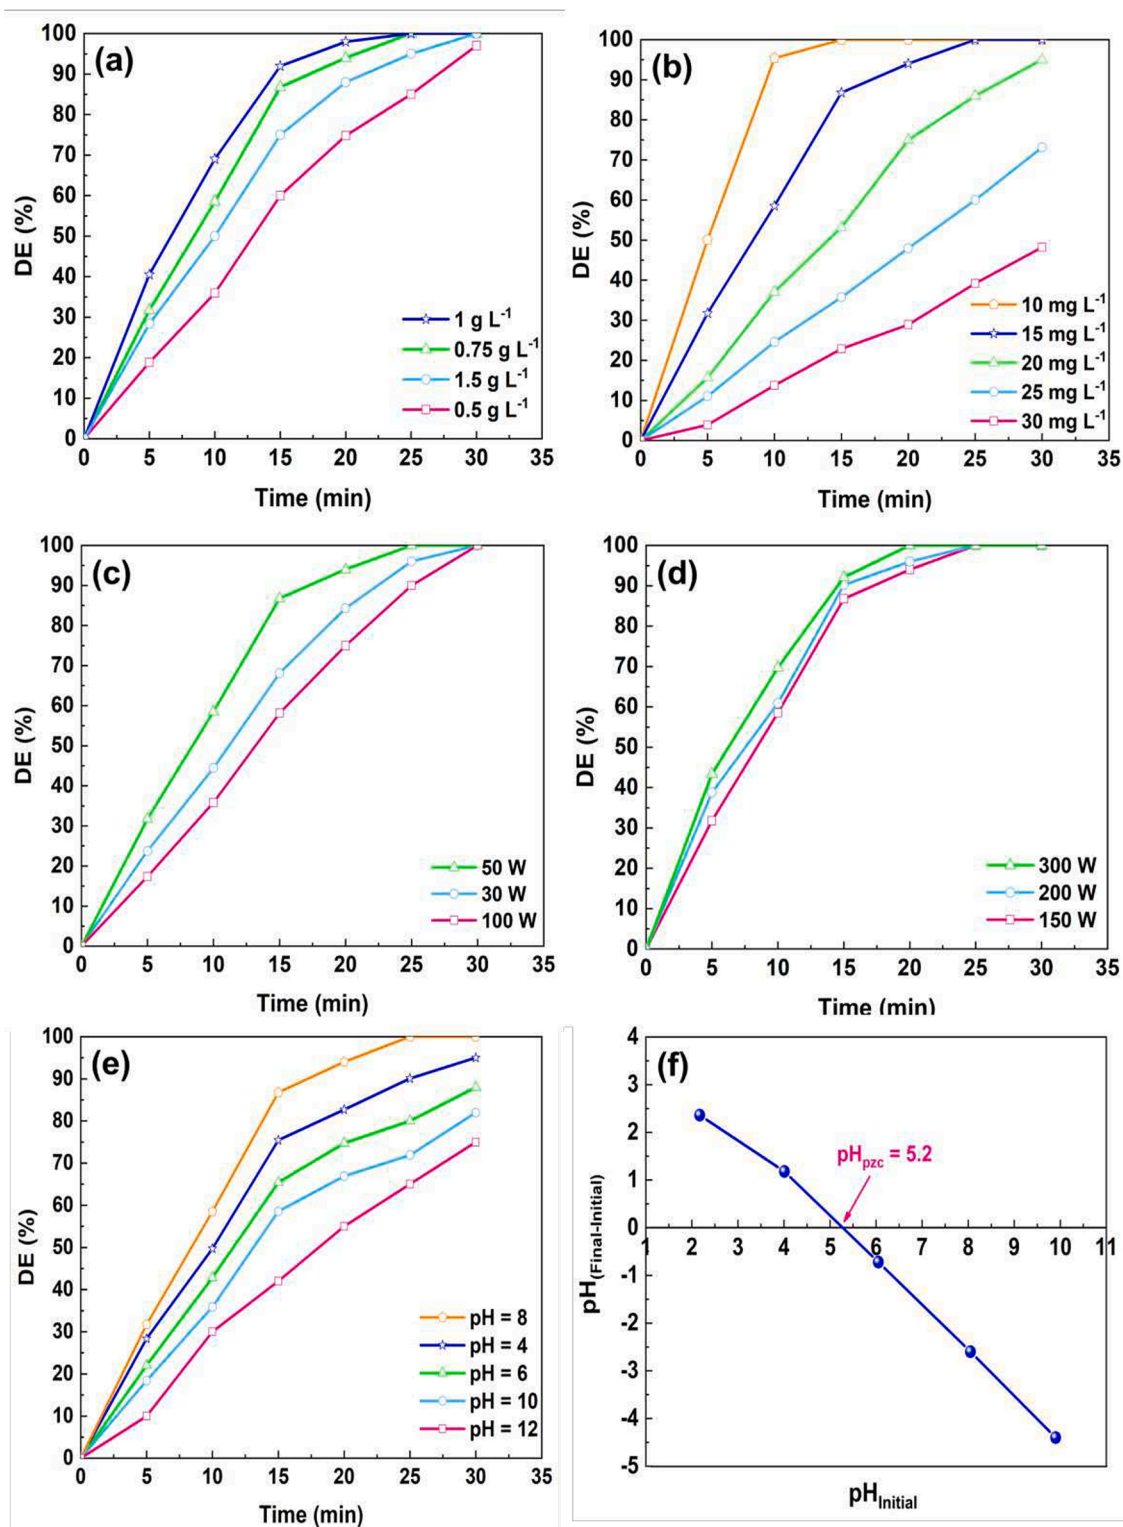 (a)
DE (%)
100
90
80
70
60
50
40
30
20
10
0
1 g L-1
0.75 g L-1
1.5 g L-1
0.5 g L-1
0 5 10 15 20 25 30 35
Time (min)
(b)
DE (%)
100
90
80
70
60
50
40
30
20
10
0
10 mg L-1
15 mg L-1
20 mg L-1
25 mg L-1
30 mg L-1
0 5 10 15 20 25 30 35
Time (min)
(c)
DE (%)
100
90
80
70
60
50
40
30
20
10
0
50 W
30 W
100 W
0 5 10 15 20 25 30 35
Time (min)
(d)
DE (%)
100
90
80
70
60
50
40
30
20
10
0
300 W
200 W
150 W
0 5 10 15 20 25 30 35
Time (min)
(e)
DE (%)
100
90
80
70
60
50
40
30
20
10
0
pH = 8
pH = 4
pH = 6
pH = 10
pH = 12
0 5 10 15 20 25 30 35
Time (min)
(f)
pH(Final-Initial)
4
3
2
1
0
-1
-2
-3
-4
-5
pHpzc = 5.2
1 2 3 4 5 6 7 8 9 10 11
pHInitial